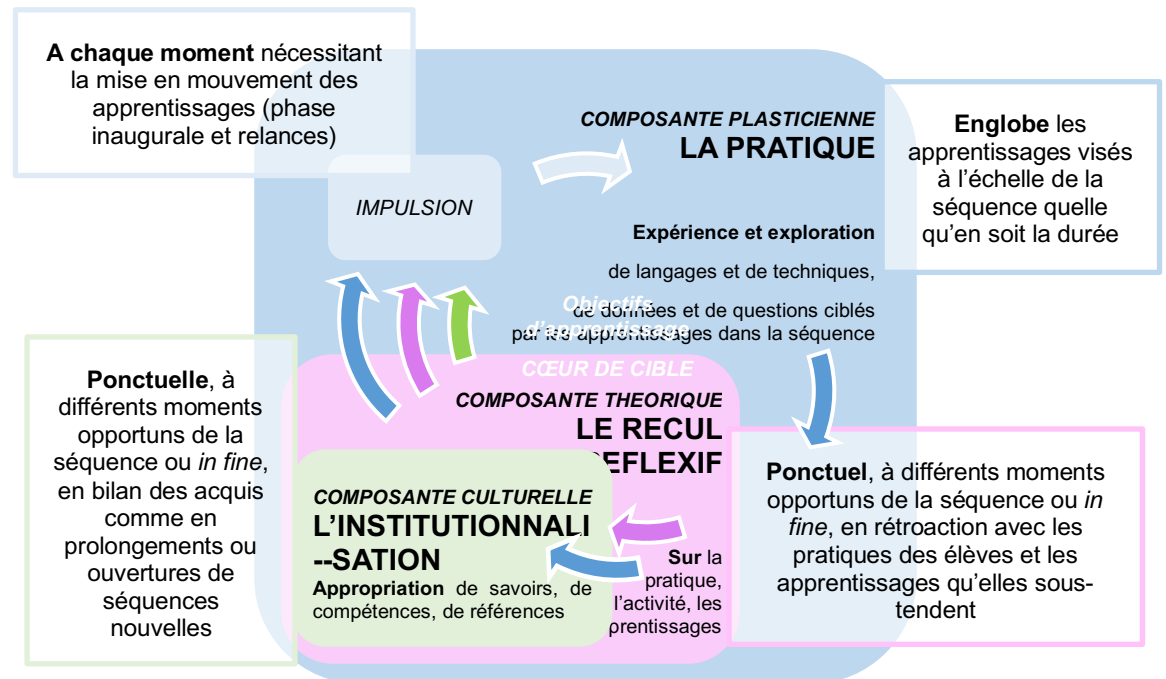 A chaque moment nécessitant
la mise en mouvement des
apprentissages (phase
inaugurale et relances)
COMPOSANTE PLASTICIENNE
LA PRATIQUE
Englobe les
apprentissages visés
à l’échelle de la
séquence quelle
qu’en soit la durée
IMPULSION
Expérience et exploration
de langages et de techniques,
de données et de questions ciblés
par les apprentissages dans la séquence
Objectifs
d’apprentissage
CŒUR DE CIBLE
Ponctuelle, à
différents moments
opportuns de la
séquence ou in fine,
en bilan des acquis
comme en
prolongements ou
ouvertures de
séquences
nouvelles
COMPOSANTE THEORIQUE
LE RECUL
EFLEXIF
COMPOSANTE CULTURELLE
L’INSTITUTIONNALI
--SATION
Appropriation de savoirs, de
compétences, de références
Sur la
pratique,
l’activité, les
prentissages
Ponctuel, à différents moments
opportuns de la séquence ou in
fine, en rétroaction avec les
pratiques des élèves et les
apprentissages qu’elles sous-
tendent